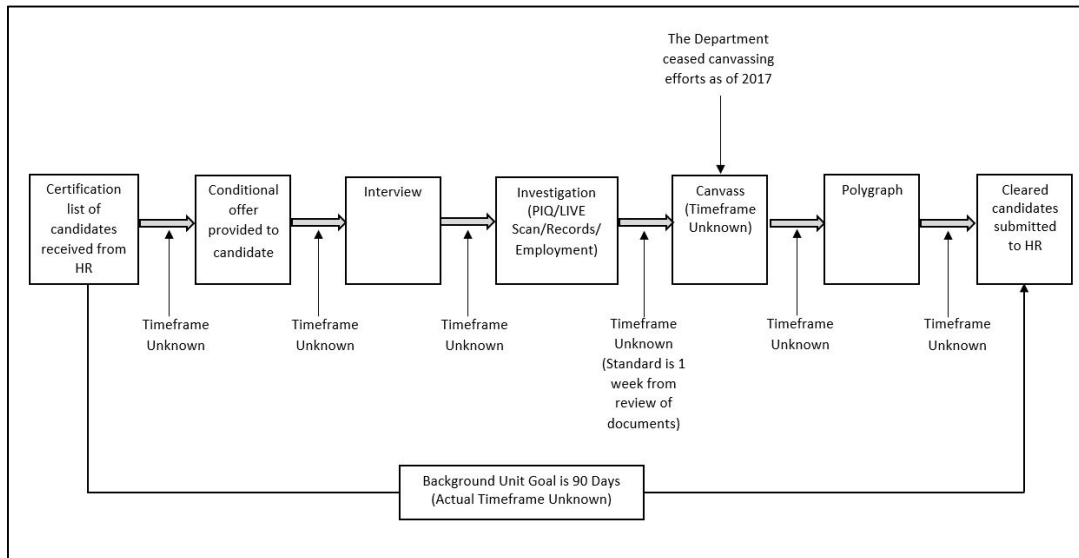 The Department
ceased canvassing
efforts as of 2017
Certification
list of
candidates
received from
HR
Conditional
offer
provided to
candidate
Interview
Investigation
(PIQ/LIVE
Scan/Records/
Employment)
Canvass
(Timeframe
Unknown)
Polygraph
Cleared
candidates
submitted
to HR
Timeframe
Unknown
Timeframe
Unknown
Timeframe
Unknown
Timeframe
Unknown
(Standard is 1
week from
review of
documents)
Timeframe
Unknown
Timeframe
Unknown
Background Unit Goal is 90 Days
(Actual Timeframe Unknown)